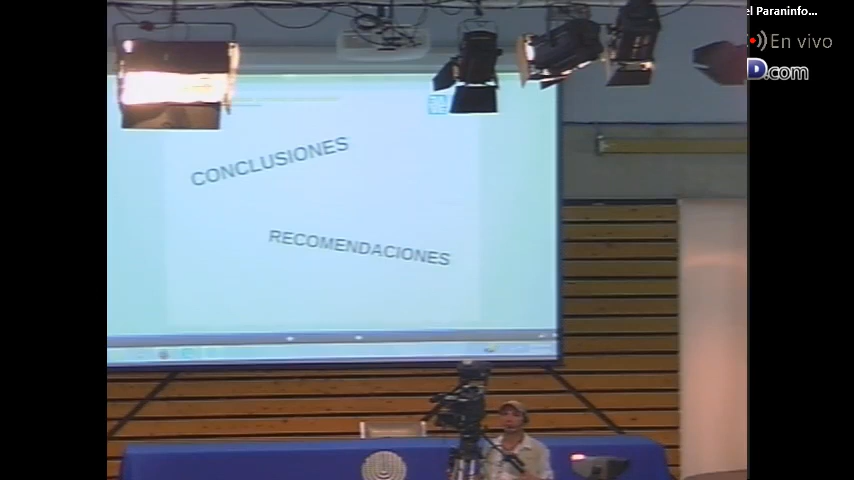 el Paraninfo...
En vivo
D.com
CONCLUSIONES
RECOMENDACIONES